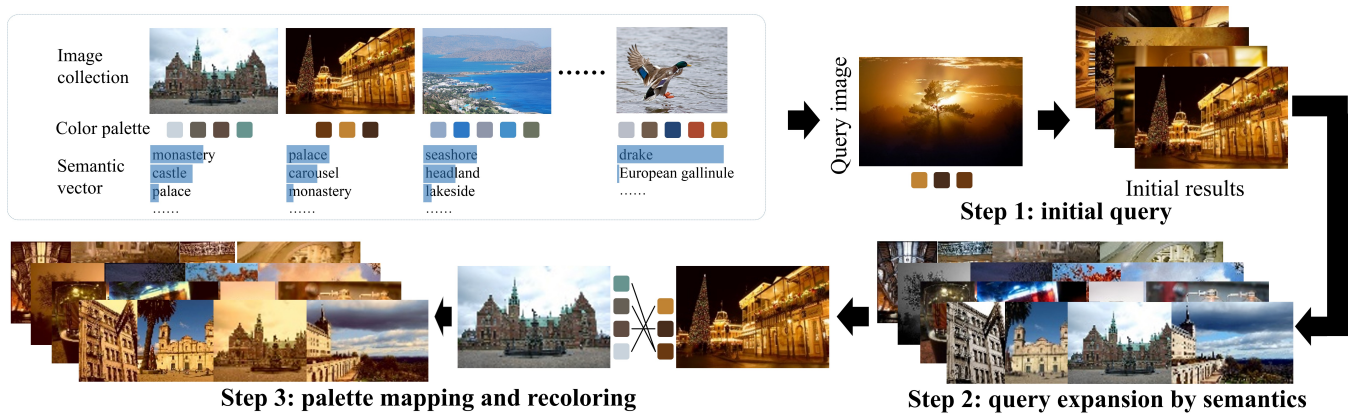 Image
collection
Color palette
Semantic
vector
monastery
castle
palace
......
palace
carousel
monastery
......
seashore
headland
lakeside
......
......
drake
European gallinule
......
Query image
Initial results
Step 1: initial query
Step 2: query expansion by semantics
Step 3: palette mapping and recoloring